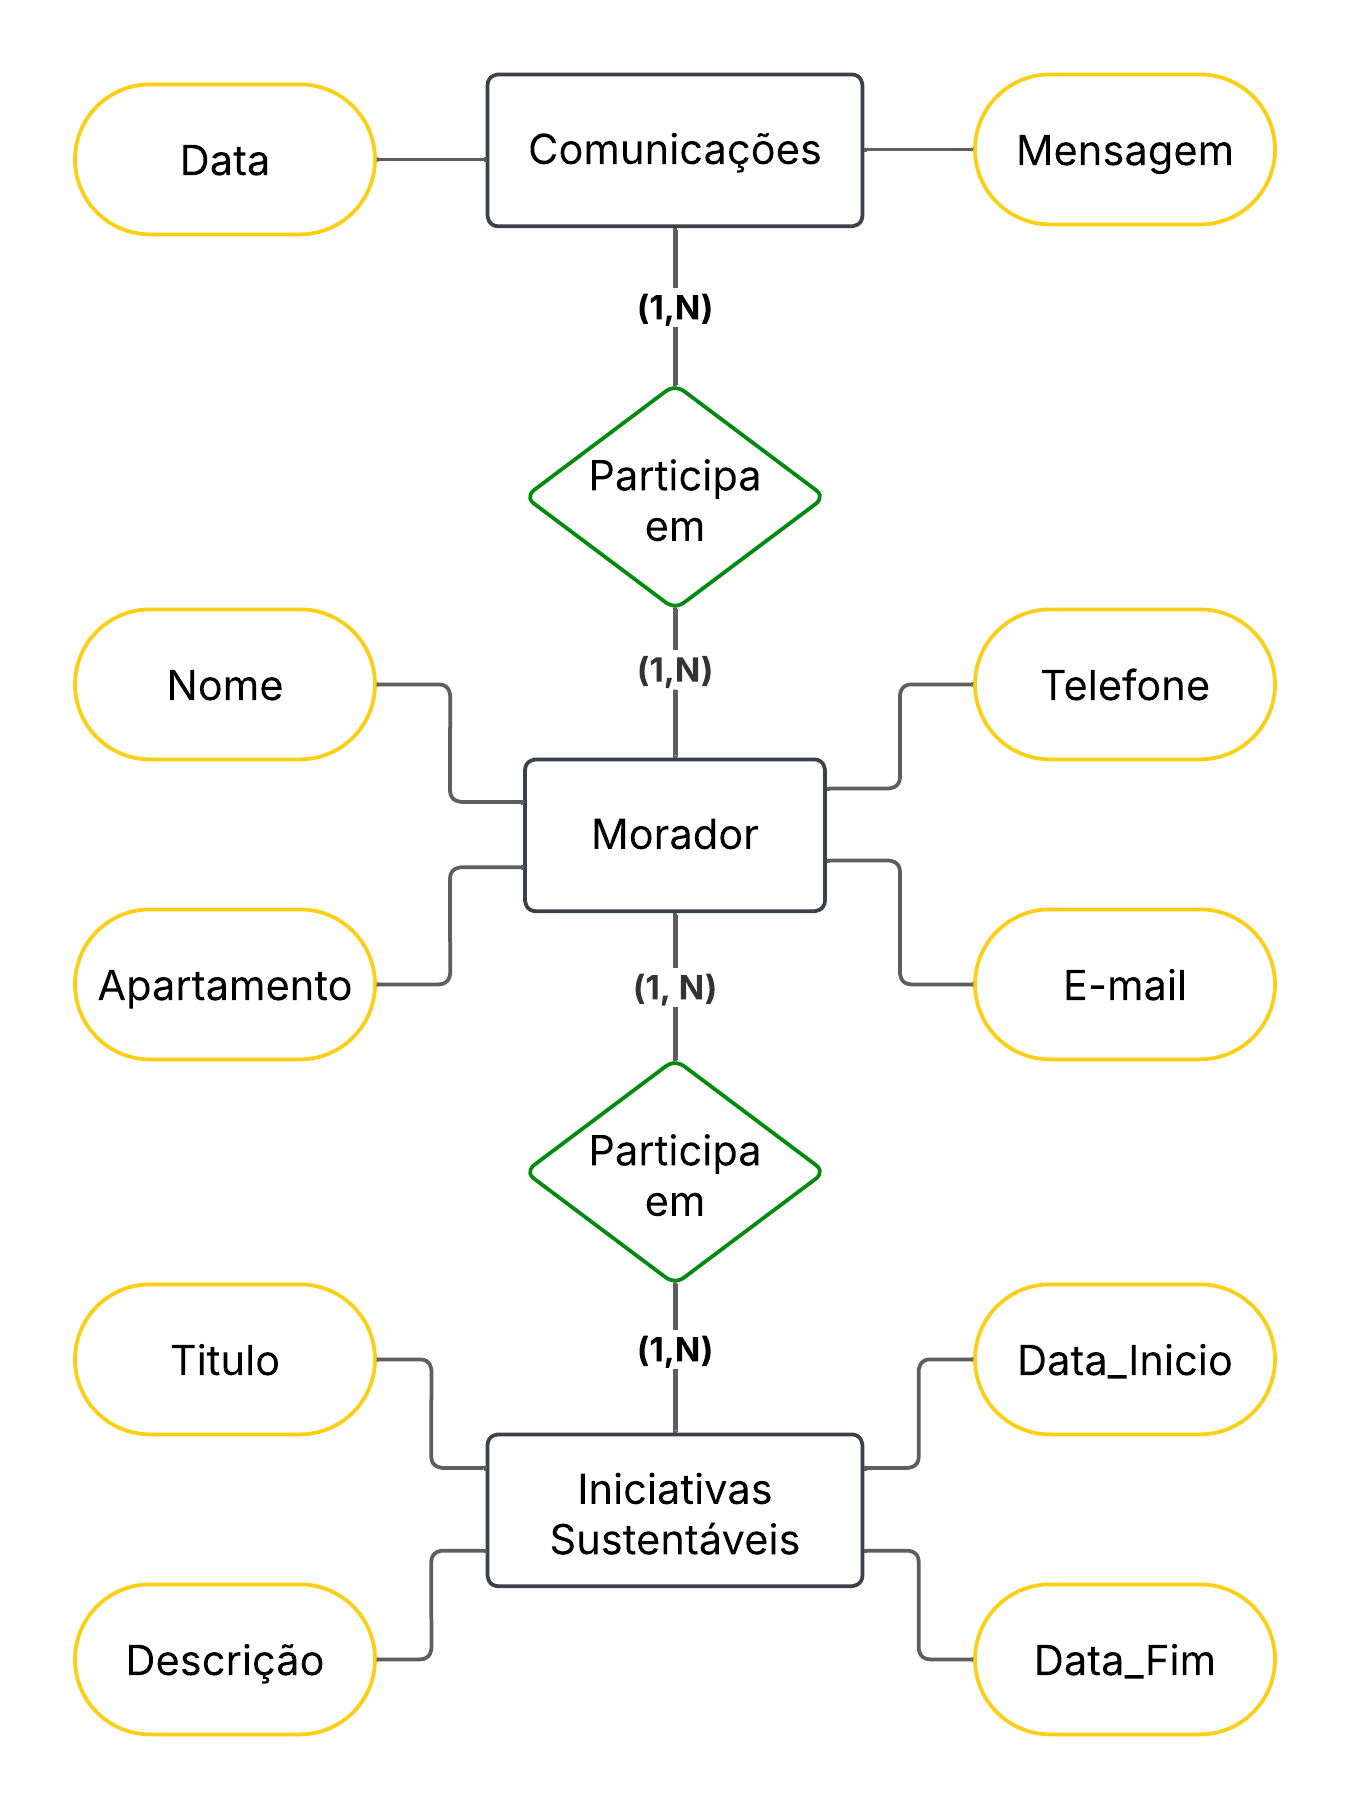 Data
Comunicações
Mensagem
(1,N)
Participa
em
(1,N)
Nome
Telefone
Morador
Apartamento
(1, N)
E-mail
Participa
em
(1,N)
Titulo
Data_Inicio
Iniciativas
Sustentáveis
Descrição
Data_Fim